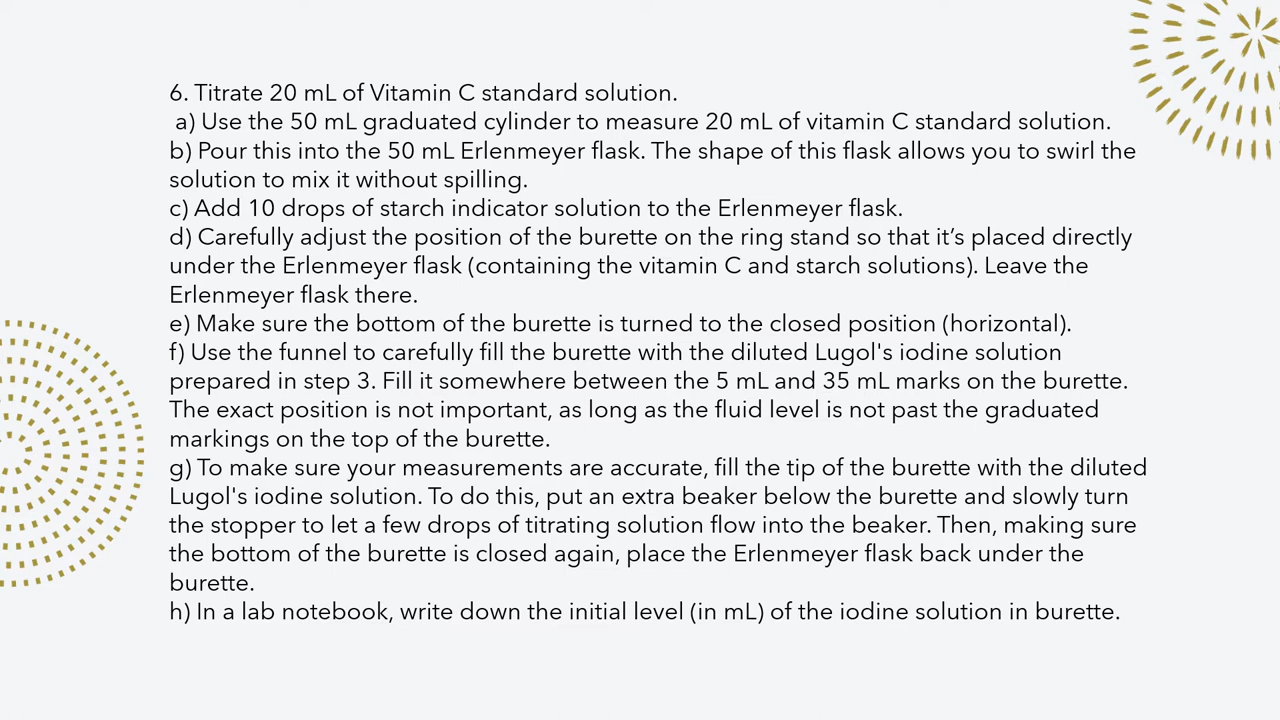 6. Titrate 20 mL of Vitamin C standard solution.
a) Use the 50 mL graduated cylinder to measure 20 mL of vitamin C standard solution.
b) Pour this into the 50 mL Erlenmeyer flask. The shape of this flask allows you to swirl the
solution to mix it without spilling.
c) Add 10 drops of starch indicator solution to the Erlenmeyer flask.
d) Carefully adjust the position of the burette on the ring stand so that it’s placed directly
under the Erlenmeyer flask (containing the vitamin C and starch solutions). Leave the
Erlenmeyer flask there.
e) Make sure the bottom of the burette is turned to the closed position (horizontal).
f) Use the funnel to carefully fill the burette with the diluted Lugol's iodine solution
prepared in step 3. Fill it somewhere between the 5 mL and 35 mL marks on the burette.
The exact position is not important, as long as the fluid level is not past the graduated
markings on the top of the burette.
g) To make sure your measurements are accurate, fill the tip of the burette with the diluted
Lugol's iodine solution. To do this, put an extra beaker below the burette and slowly turn
the stopper to let a few drops of titrating solution flow into the beaker. Then, making sure
the bottom of the burette is closed again, place the Erlenmeyer flask back under the
burette.
h) In a lab notebook, write down the initial level (in mL) of the iodine solution in burette.